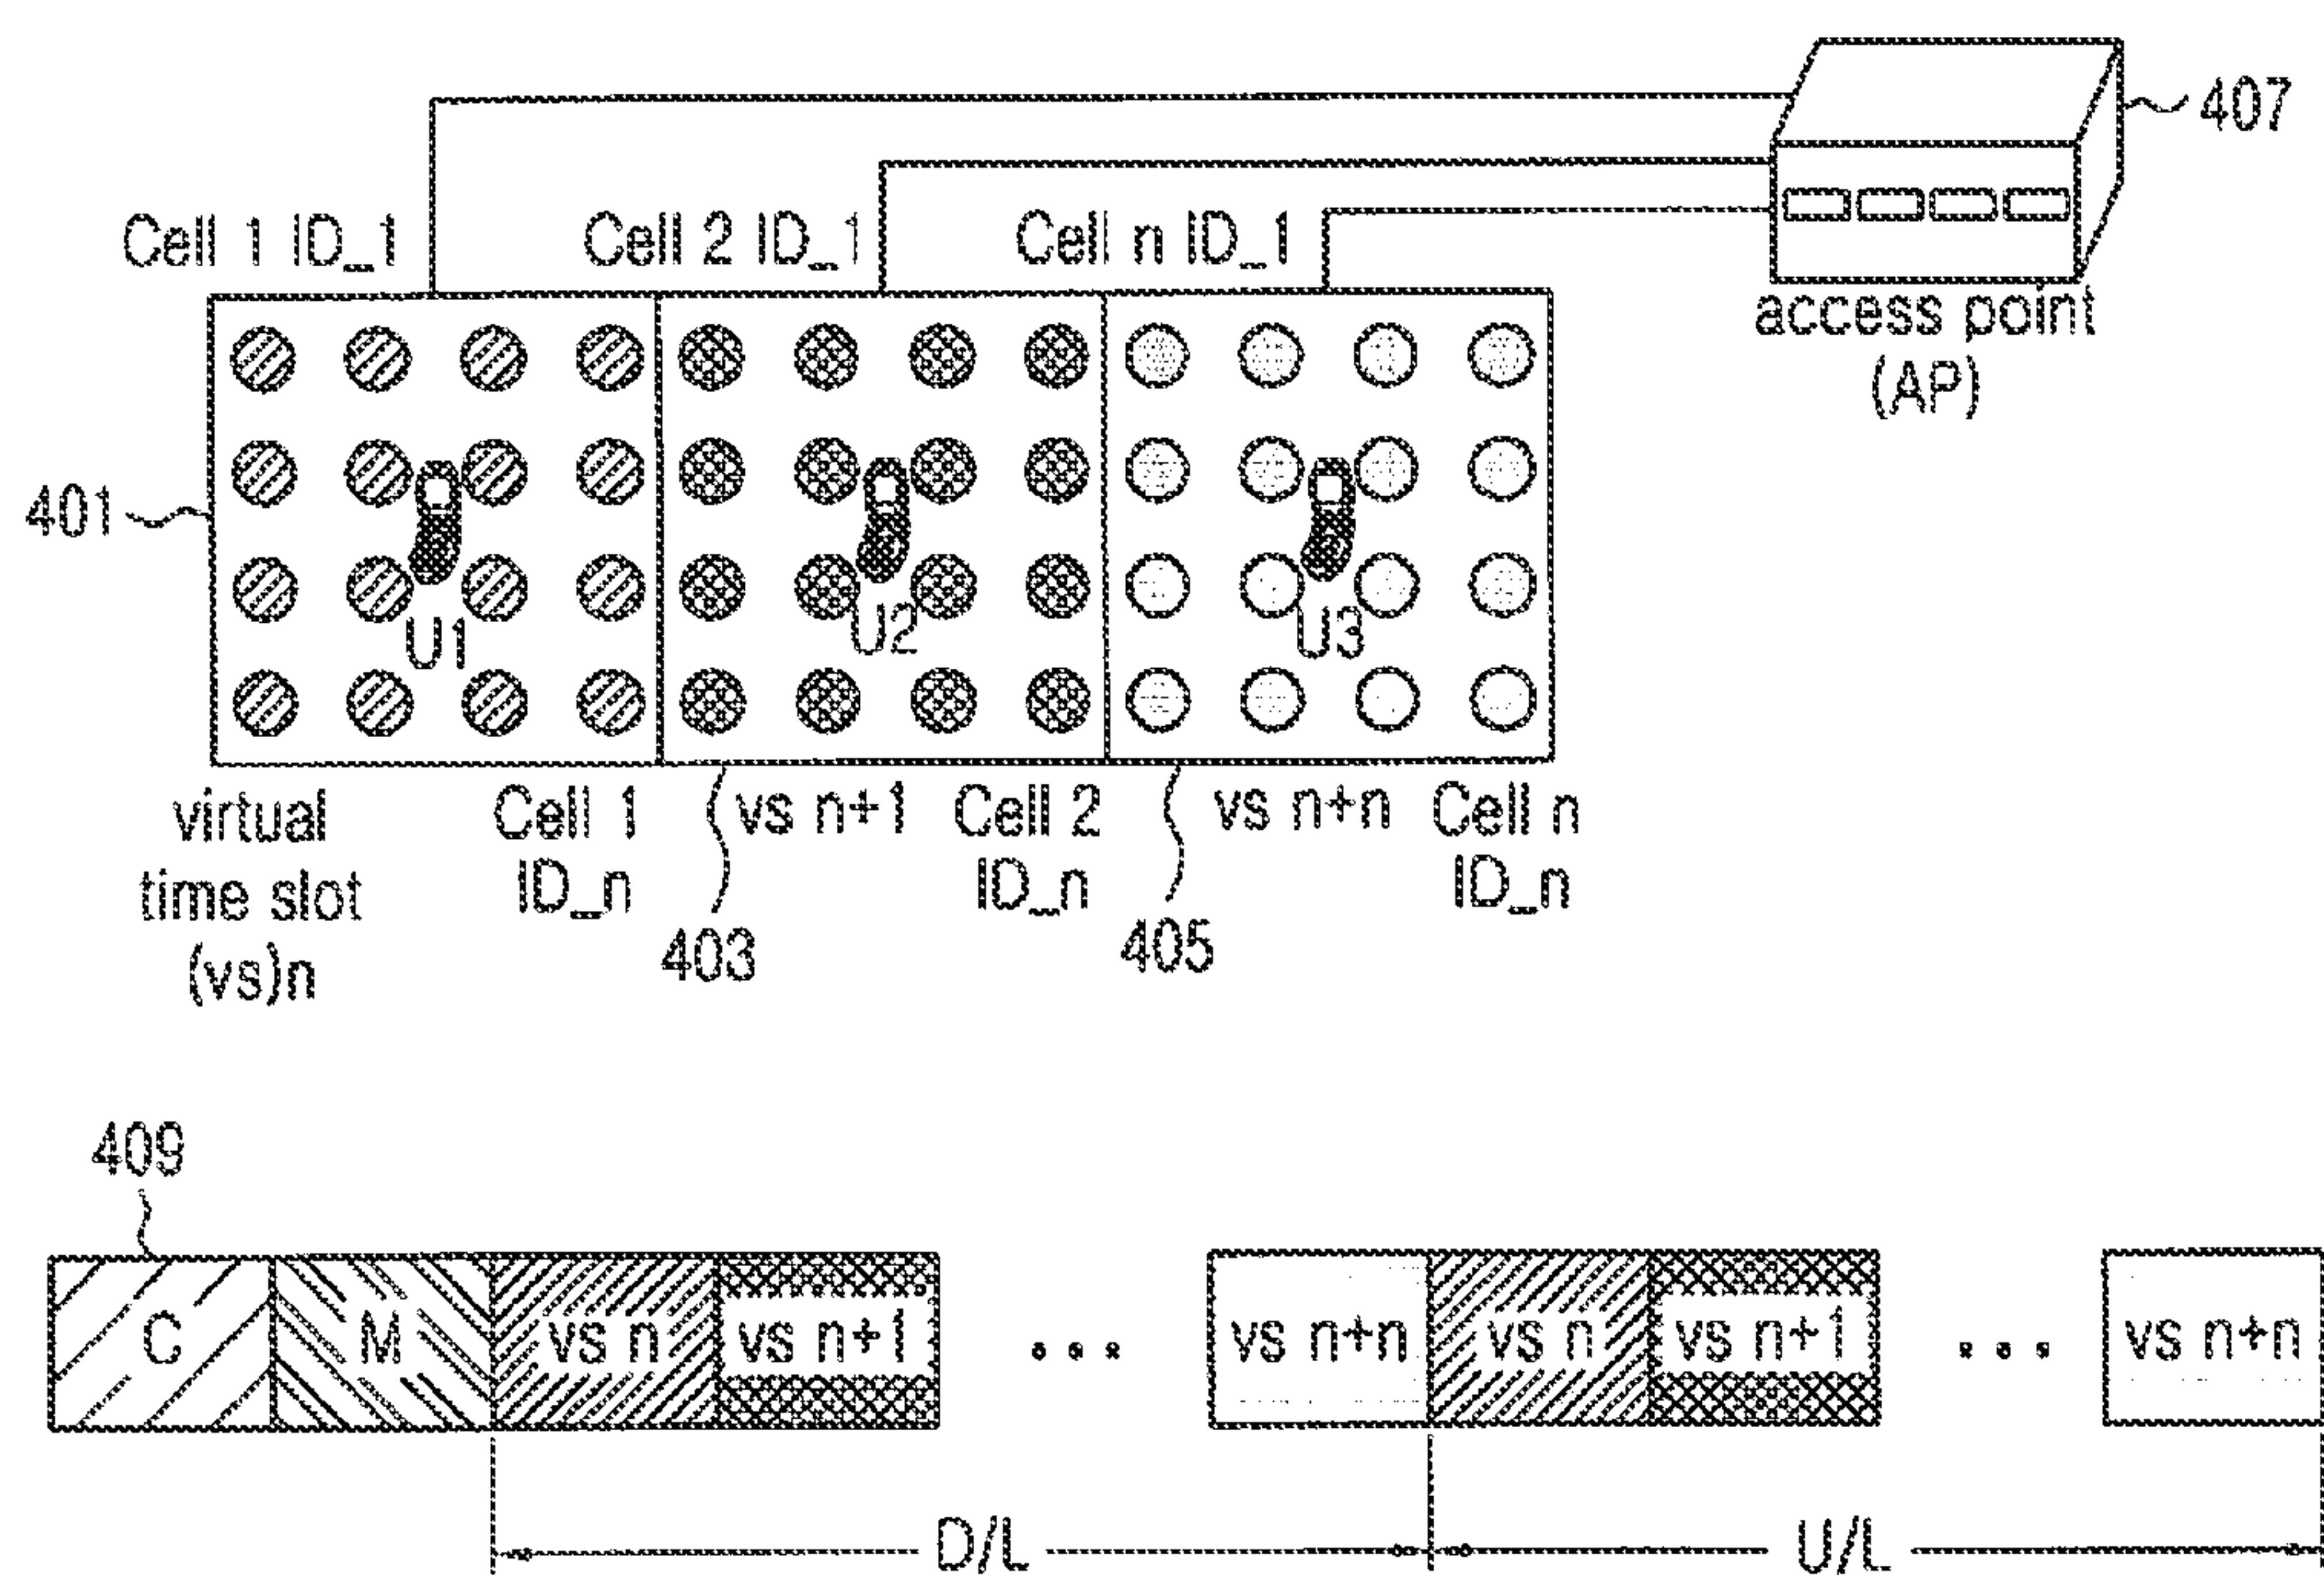 407
Cell 1 ID_1
Cell 2 ID_1
Cell n ID_1
access point
(AP)
401
U1
U2
U3
virtual
time slot
(vs)n
Cell 1
ID_n
vs n+1
Cell 2
ID_n
vs n+n
Cell n
ID_n
403
405
409
C
M
vs n
vs n+1
...
vs n+n
vs n
vs n+1
...
vs n+n
D/L
U/L